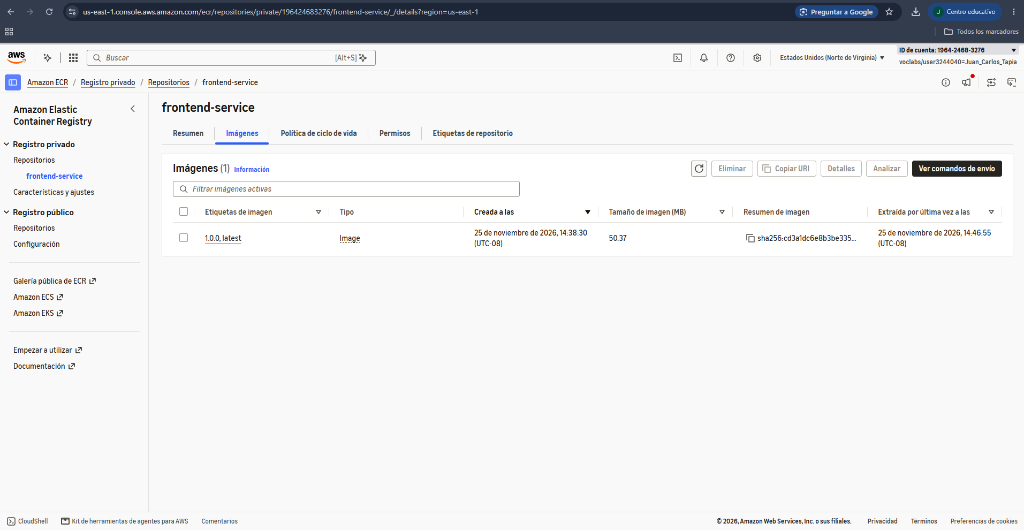 us-east-1.console.aws.amazon.com/ecr/repositories/private/196424683276/frontend-service/_/details?region=us-east-1
Preguntar a Google
J
Centro educativo
Todos los marcadores
aws
Buscar
[Alt+S]
Estados Unidos (Norte de Virginia)
ID de cuenta: 1964-2468-3276
voclabs/user3244040=Juan_Carlos_Tapia
Amazon ECR / Registro privado / Repositorios / frontend-service
Amazon Elastic
Container Registry
Registro privado
Repositorios
frontend-service
Características y ajustes
Registro público
Repositorios
Configuración
Galería pública de ECR
Amazon ECS
Amazon EKS
Empezar a utilizar
Documentación
frontend-service
Resumen
Imágenes
Política de ciclo de vida
Permisos
Etiquetas de repositorio
Imágenes (1) Información
Eliminar
Copiar URI
Detalles
Analizar
Ver comandos de envío
Filtrar imágenes activas
Etiquetas de imagen
Tipo
Creada a las
Tamaño de imagen (MB)
Resumen de imagen
Extraída por última vez a las
1.0.0, latest
Image
25 de noviembre de 2026, 14:38:30
(UTC-08)
50.37
sha256:cd3a1dc6e8b3be335...
25 de noviembre de 2026, 14:46:55
(UTC-08)
CloudShell
Kit de herramientas de agentes para AWS
Comentarios
© 2026, Amazon Web Services, Inc. o sus filiales.
Privacidad
Términos
Preferencias de cookies